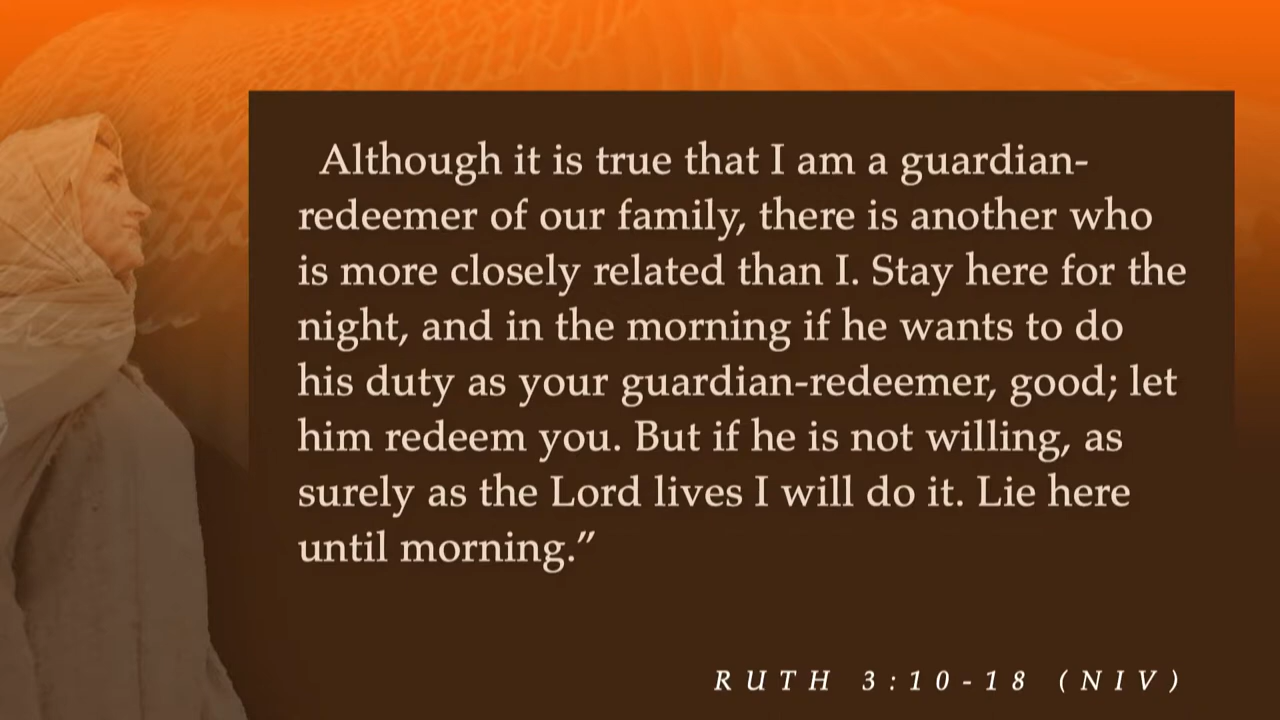 Although it is true that I am a guardian-
redeemer of our family, there is another who
is more closely related than I. Stay here for the
night, and in the morning if he wants to do
his duty as your guardian-redeemer, good; let
him redeem you. But if he is not willing, as
surely as the Lord lives I will do it. Lie here
until morning.”
RUTH 3:10-18 (NIV)